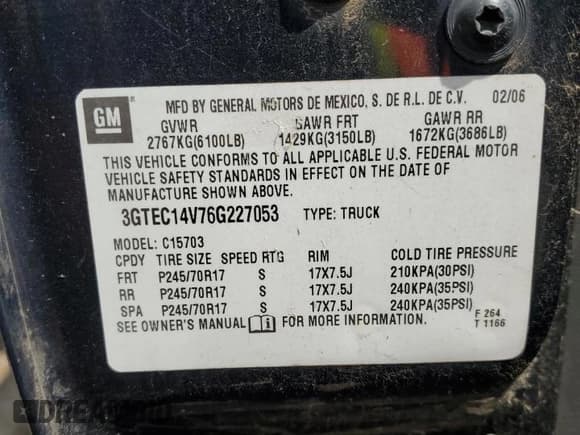 GM
MFD BY GENERAL MOTORS DE MEXICO, S. DE R.L. DE C.V. 02/06
GVWR GAWR FRT GAWR RR
2767KG(6100LB) 1429KG(3150LB) 1672KG(3686LB)
THIS VEHICLE CONFORMS TO ALL APPLICABLE U.S. FEDERAL MOTOR
VEHICLE SAFETY STANDARDS IN EFFECT ON THE DATE OF
MANUFACTURE SHOWN ABOVE.
3GTEC14V76G227053 TYPE: TRUCK
MODEL: C15703
CPDY TIRE SIZE SPEED RTG RIM COLD TIRE PRESSURE
FRT P245/70R17 S 17X7.5J 210KPA(30PSI)
RR P245/70R17 S 17X7.5J 240KPA(35PSI)
SPA P245/70R17 S 17X7.5J 240KPA(35PSI)
SEE OWNER'S MANUAL FOR MORE INFORMATION. F 264
T 1166